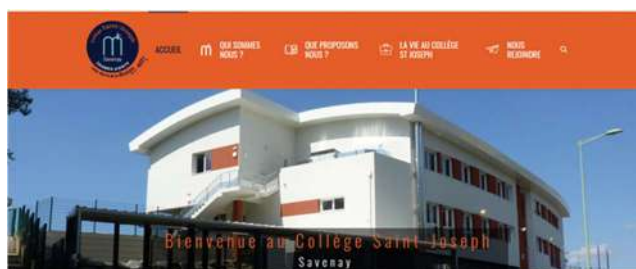 Savenay
ACCUEIL
QUI SOMMES
NOUS ?
QUE PROPOSONS
NOUS ?
LA VIE AU COLLÈGE
ST JOSEPH
NOUS
REJOINDRE
Bienvenue au Collège Saint-Joseph
Savenay